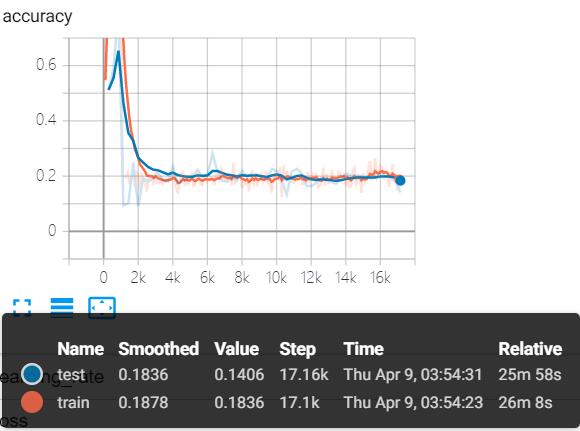 accuracy
0.6
0.4
0.2
0
0 2k 4k 6k 8k 10k 12k 14k 16k
Name Smoothed Value Step Time Relative
test 0.1836 0.1406 17.16k Thu Apr 9, 03:54:31 25m 58s
train 0.1878 0.1836 17.1k Thu Apr 9, 03:54:23 26m 8s